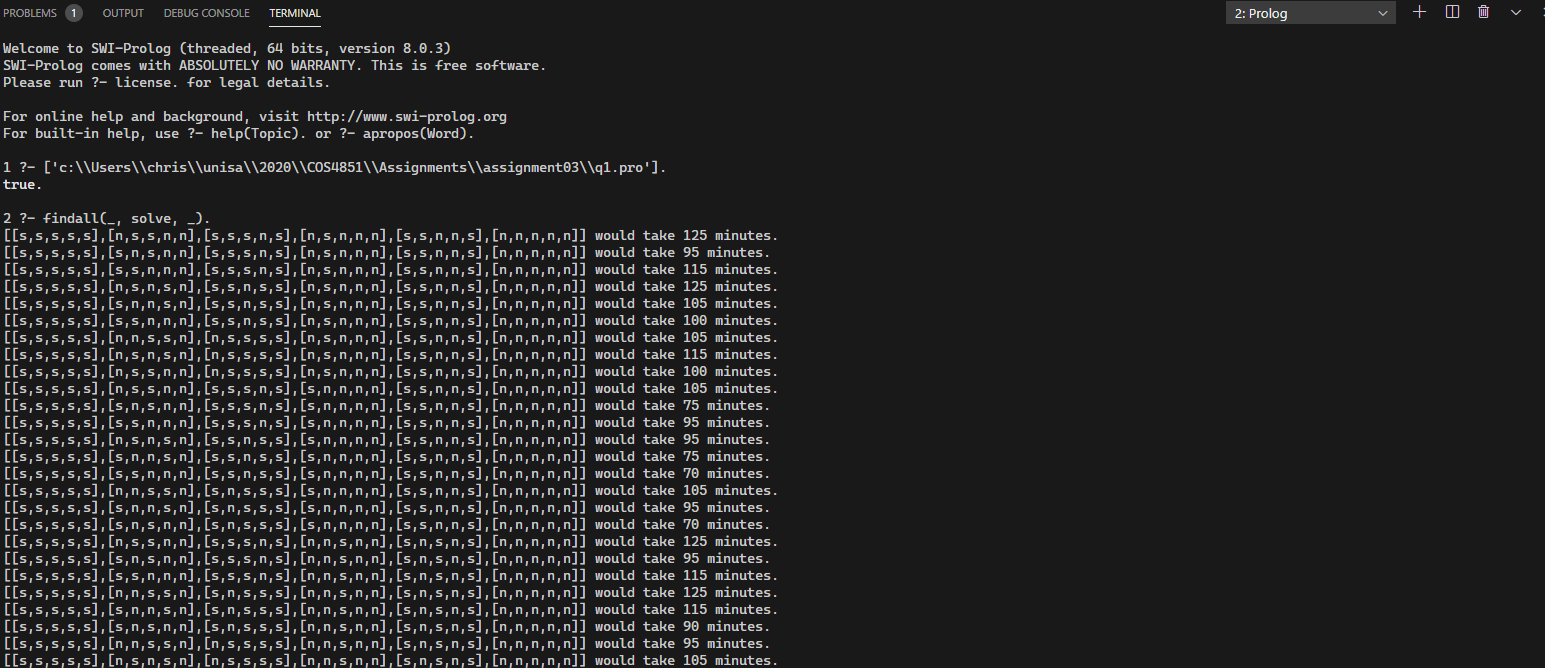 PROBLEMS 1 OUTPUT DEBUG CONSOLE TERMINAL 2: Prolog
Welcome to SWI-Prolog (threaded, 64 bits, version 8.0.3)
SWI-Prolog comes with ABSOLUTELY NO WARRANTY. This is free software.
Please run ?- license. for legal details.
For online help and background, visit http://www.swi-prolog.org
For built-in help, use ?- help(Topic). or ?- apropos(Word).
1 ?- ['c:\\Users\\chris\\unisa\\2020\\COS4851\\Assignments\\assignment03\\q1.pro'].
true.
2 ?- findall(_, solve, _).
[[s,s,s,s,s],[n,s,s,n,n],[s,s,s,n,s],[n,s,n,n,n],[s,s,n,n,s],[n,n,n,n,n]] would take 125 minutes.
[[s,s,s,s,s],[s,n,s,n,n],[s,s,s,n,s],[n,s,n,n,n],[s,s,n,n,s],[n,n,n,n,n]] would take 95 minutes.
[[s,s,s,s,s],[s,s,n,n,n],[s,s,s,n,s],[n,s,n,n,n],[s,s,n,n,s],[n,n,n,n,n]] would take 115 minutes.
[[s,s,s,s,s],[n,s,n,s,n],[s,s,n,s,s],[n,s,n,n,n],[s,s,n,n,s],[n,n,n,n,n]] would take 125 minutes.
[[s,s,s,s,s],[s,n,n,s,n],[s,s,n,s,s],[n,s,n,n,n],[s,s,n,n,s],[n,n,n,n,n]] would take 105 minutes.
[[s,s,s,s,s],[s,s,n,n,n],[s,s,n,s,s],[n,s,n,n,n],[s,s,n,n,s],[n,n,n,n,n]] would take 100 minutes.
[[s,s,s,s,s],[n,n,s,s,n],[n,s,s,s,s],[n,s,n,n,n],[s,s,n,n,s],[n,n,n,n,n]] would take 105 minutes.
[[s,s,s,s,s],[n,s,n,s,n],[n,s,s,s,s],[n,s,n,n,n],[s,s,n,n,s],[n,n,n,n,n]] would take 115 minutes.
[[s,s,s,s,s],[n,s,s,n,n],[n,s,s,s,s],[n,s,n,n,n],[s,s,n,n,s],[n,n,n,n,n]] would take 100 minutes.
[[s,s,s,s,s],[n,s,s,n,n],[s,s,s,n,s],[s,n,n,n,n],[s,s,n,n,s],[n,n,n,n,n]] would take 105 minutes.
[[s,s,s,s,s],[s,n,s,n,n],[s,s,s,n,s],[s,n,n,n,n],[s,s,n,n,s],[n,n,n,n,n]] would take 75 minutes.
[[s,s,s,s,s],[s,s,n,n,n],[s,s,s,n,s],[s,n,n,n,n],[s,s,n,n,s],[n,n,n,n,n]] would take 95 minutes.
[[s,s,s,s,s],[n,s,n,s,n],[s,s,n,s,s],[s,n,n,n,n],[s,s,n,n,s],[n,n,n,n,n]] would take 95 minutes.
[[s,s,s,s,s],[s,n,n,s,n],[s,s,n,s,s],[s,n,n,n,n],[s,s,n,n,s],[n,n,n,n,n]] would take 75 minutes.
[[s,s,s,s,s],[s,s,n,n,n],[s,s,n,s,s],[s,n,n,n,n],[s,s,n,n,s],[n,n,n,n,n]] would take 70 minutes.
[[s,s,s,s,s],[n,n,s,s,n],[s,n,s,s,s],[s,n,n,n,n],[s,s,n,n,s],[n,n,n,n,n]] would take 105 minutes.
[[s,s,s,s,s],[s,n,n,s,n],[s,n,s,s,s],[s,n,n,n,n],[s,s,n,n,s],[n,n,n,n,n]] would take 95 minutes.
[[s,s,s,s,s],[s,n,s,n,n],[s,n,s,s,s],[s,n,n,n,n],[s,s,n,n,s],[n,n,n,n,n]] would take 70 minutes.
[[s,s,s,s,s],[n,s,s,n,n],[s,s,s,n,s],[n,n,s,n,n],[s,n,s,n,s],[n,n,n,n,n]] would take 125 minutes.
[[s,s,s,s,s],[s,n,s,n,n],[s,s,s,n,s],[n,n,s,n,n],[s,n,s,n,s],[n,n,n,n,n]] would take 95 minutes.
[[s,s,s,s,s],[s,s,n,n,n],[s,s,s,n,s],[n,n,s,n,n],[s,n,s,n,s],[n,n,n,n,n]] would take 115 minutes.
[[s,s,s,s,s],[n,n,s,s,n],[s,n,s,s,s],[n,n,s,n,n],[s,n,s,n,s],[n,n,n,n,n]] would take 125 minutes.
[[s,s,s,s,s],[s,n,n,s,n],[s,n,s,s,s],[n,n,s,n,n],[s,n,s,n,s],[n,n,n,n,n]] would take 115 minutes.
[[s,s,s,s,s],[s,n,s,n,n],[s,n,s,s,s],[n,n,s,n,n],[s,n,s,n,s],[n,n,n,n,n]] would take 90 minutes.
[[s,s,s,s,s],[n,n,s,s,n],[n,s,s,s,s],[n,n,s,n,n],[s,n,s,n,s],[n,n,n,n,n]] would take 95 minutes.
[[s,s,s,s,s],[n,s,n,s,n],[n,s,s,s,s],[n,n,s,n,n],[s,n,s,n,s],[n,n,n,n,n]] would take 105 minutes.